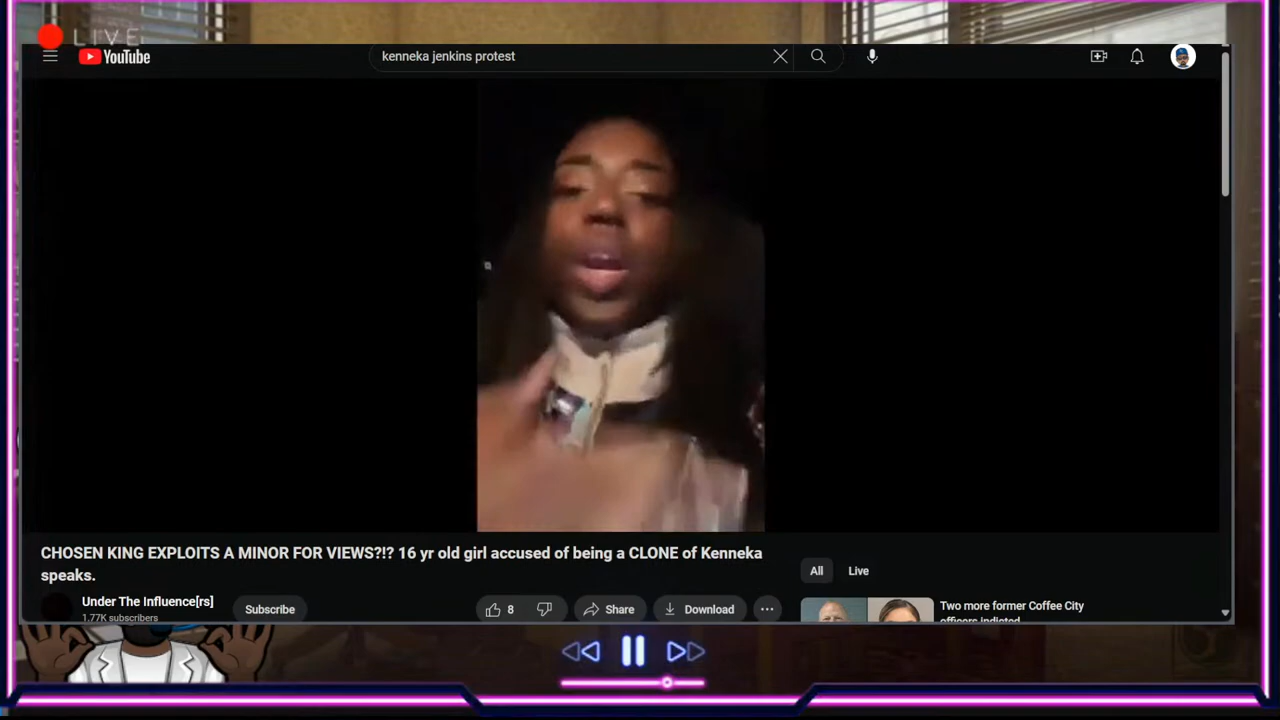 LIVE
YouTube
kenneka jenkins protest
CHOSEN KING EXPLOITS A MINOR FOR VIEWS?!? 16 yr old girl accused of being a CLONE of Kenneka
speaks.
All
Live
Under The Influence[rs]
1.77K subscribers
Subscribe
8
Share
Download
Two more former Coffee City
officers indicted